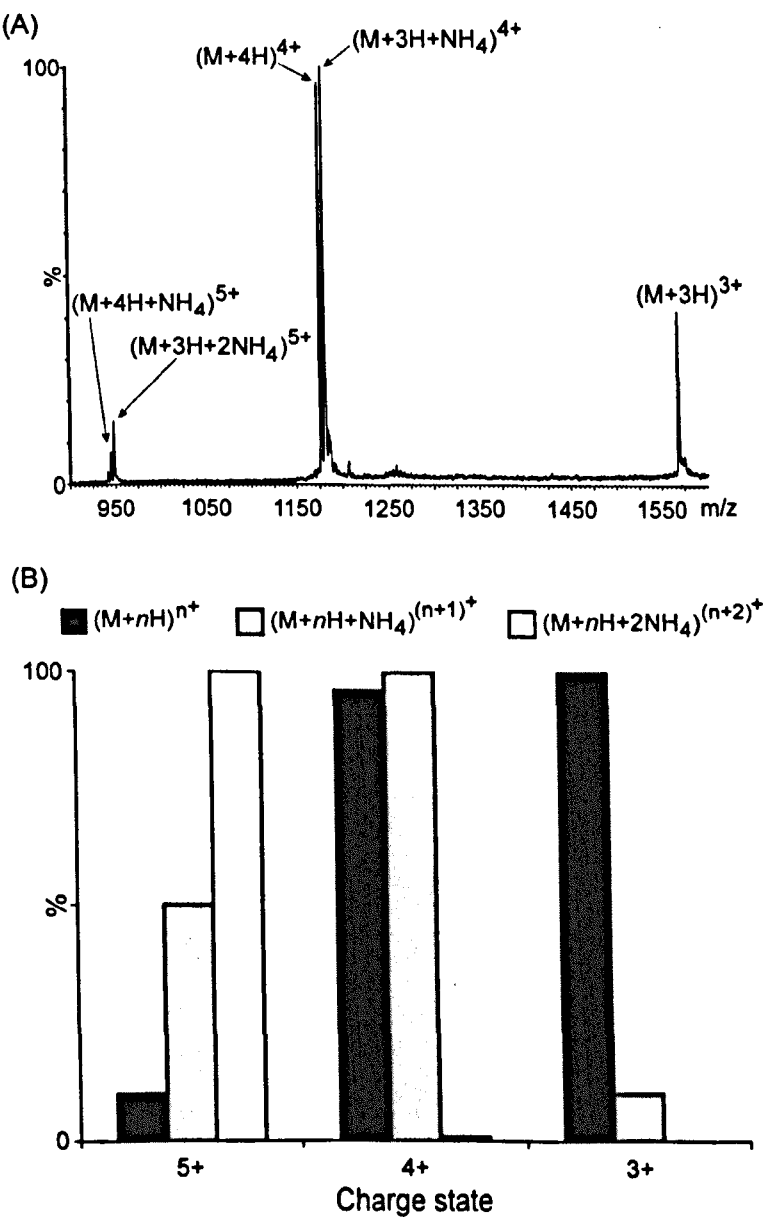 (A)
(M+4H)⁴⁺ (M+3H+NH₄)⁴⁺
100
%
(M+4H+NH₄)⁵⁺
(M+3H+2NH₄)⁵⁺
(M+3H)³⁺
0
950 1050 1150 1250 1350 1450 1550 m/z
(B)
(M+nH)ⁿ⁺ (M+nH+NH₄)⁽ⁿ⁺¹⁾⁺ (M+nH+2NH₄)⁽ⁿ⁺²⁾⁺
100
%
0
5+ 4+ 3+
Charge state